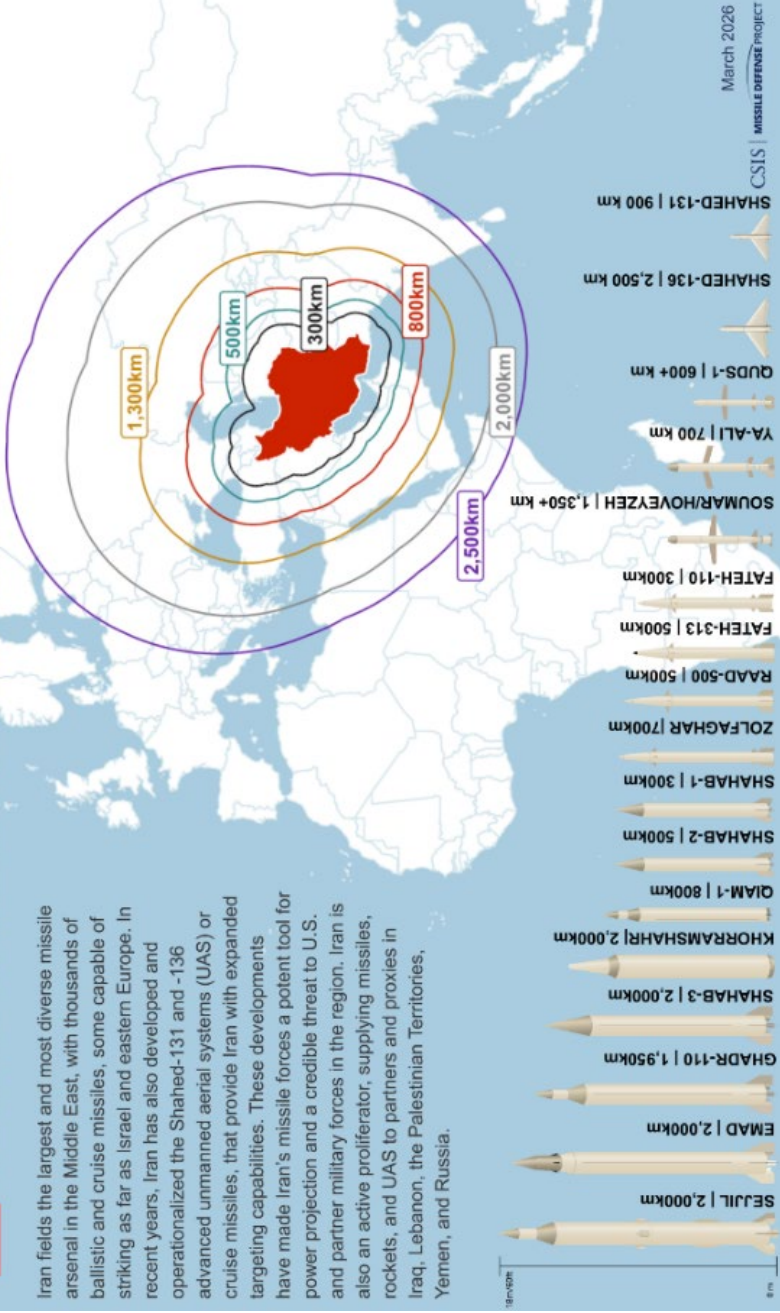 Iran fields the largest and most diverse missile
arsenal in the Middle East, with thousands of
ballistic and cruise missiles, some capable of
striking as far as Israel and eastern Europe. In
recent years, Iran has also developed and
operationalized the Shahed-131 and -136
advanced unmanned aerial systems (UAS) or
cruise missiles, that provide Iran with expanded
targeting capabilities. These developments
have made Iran's missile forces a potent tool for
power projection and a credible threat to U.S.
and partner military forces in the region. Iran is
also an active proliferator, supplying missiles,
rockets, and UAS to partners and proxies in
Iraq, Lebanon, the Palestinian Territories,
Yemen, and Russia.
1,300km
500km
300km
800km
2,000km
2,500km
SEJJIL | 2,000km
EMAD | 2,000km
GHADR-110 | 1,950km
SHAHAB-3 | 2,000km
KHORRAMSHAHR| 2,000km
QIAM-1 | 800km
SHAHAB-2 | 500km
SHAHAB-1 | 300km
ZOLFAGHAR |700km
RAAD-500 | 500km
FATEH-313 | 500km
FATEH-110 | 300km
SOUMAR/HOVEYZEH | 1,350+ km
YA-ALI | 700 km
QUDS-1 | 600+ km
SHAHED-136 | 2,500 km
SHAHED-131 | 900 km
0 m
March 2026
CSIS | MISSILE DEFENSE PROJECT